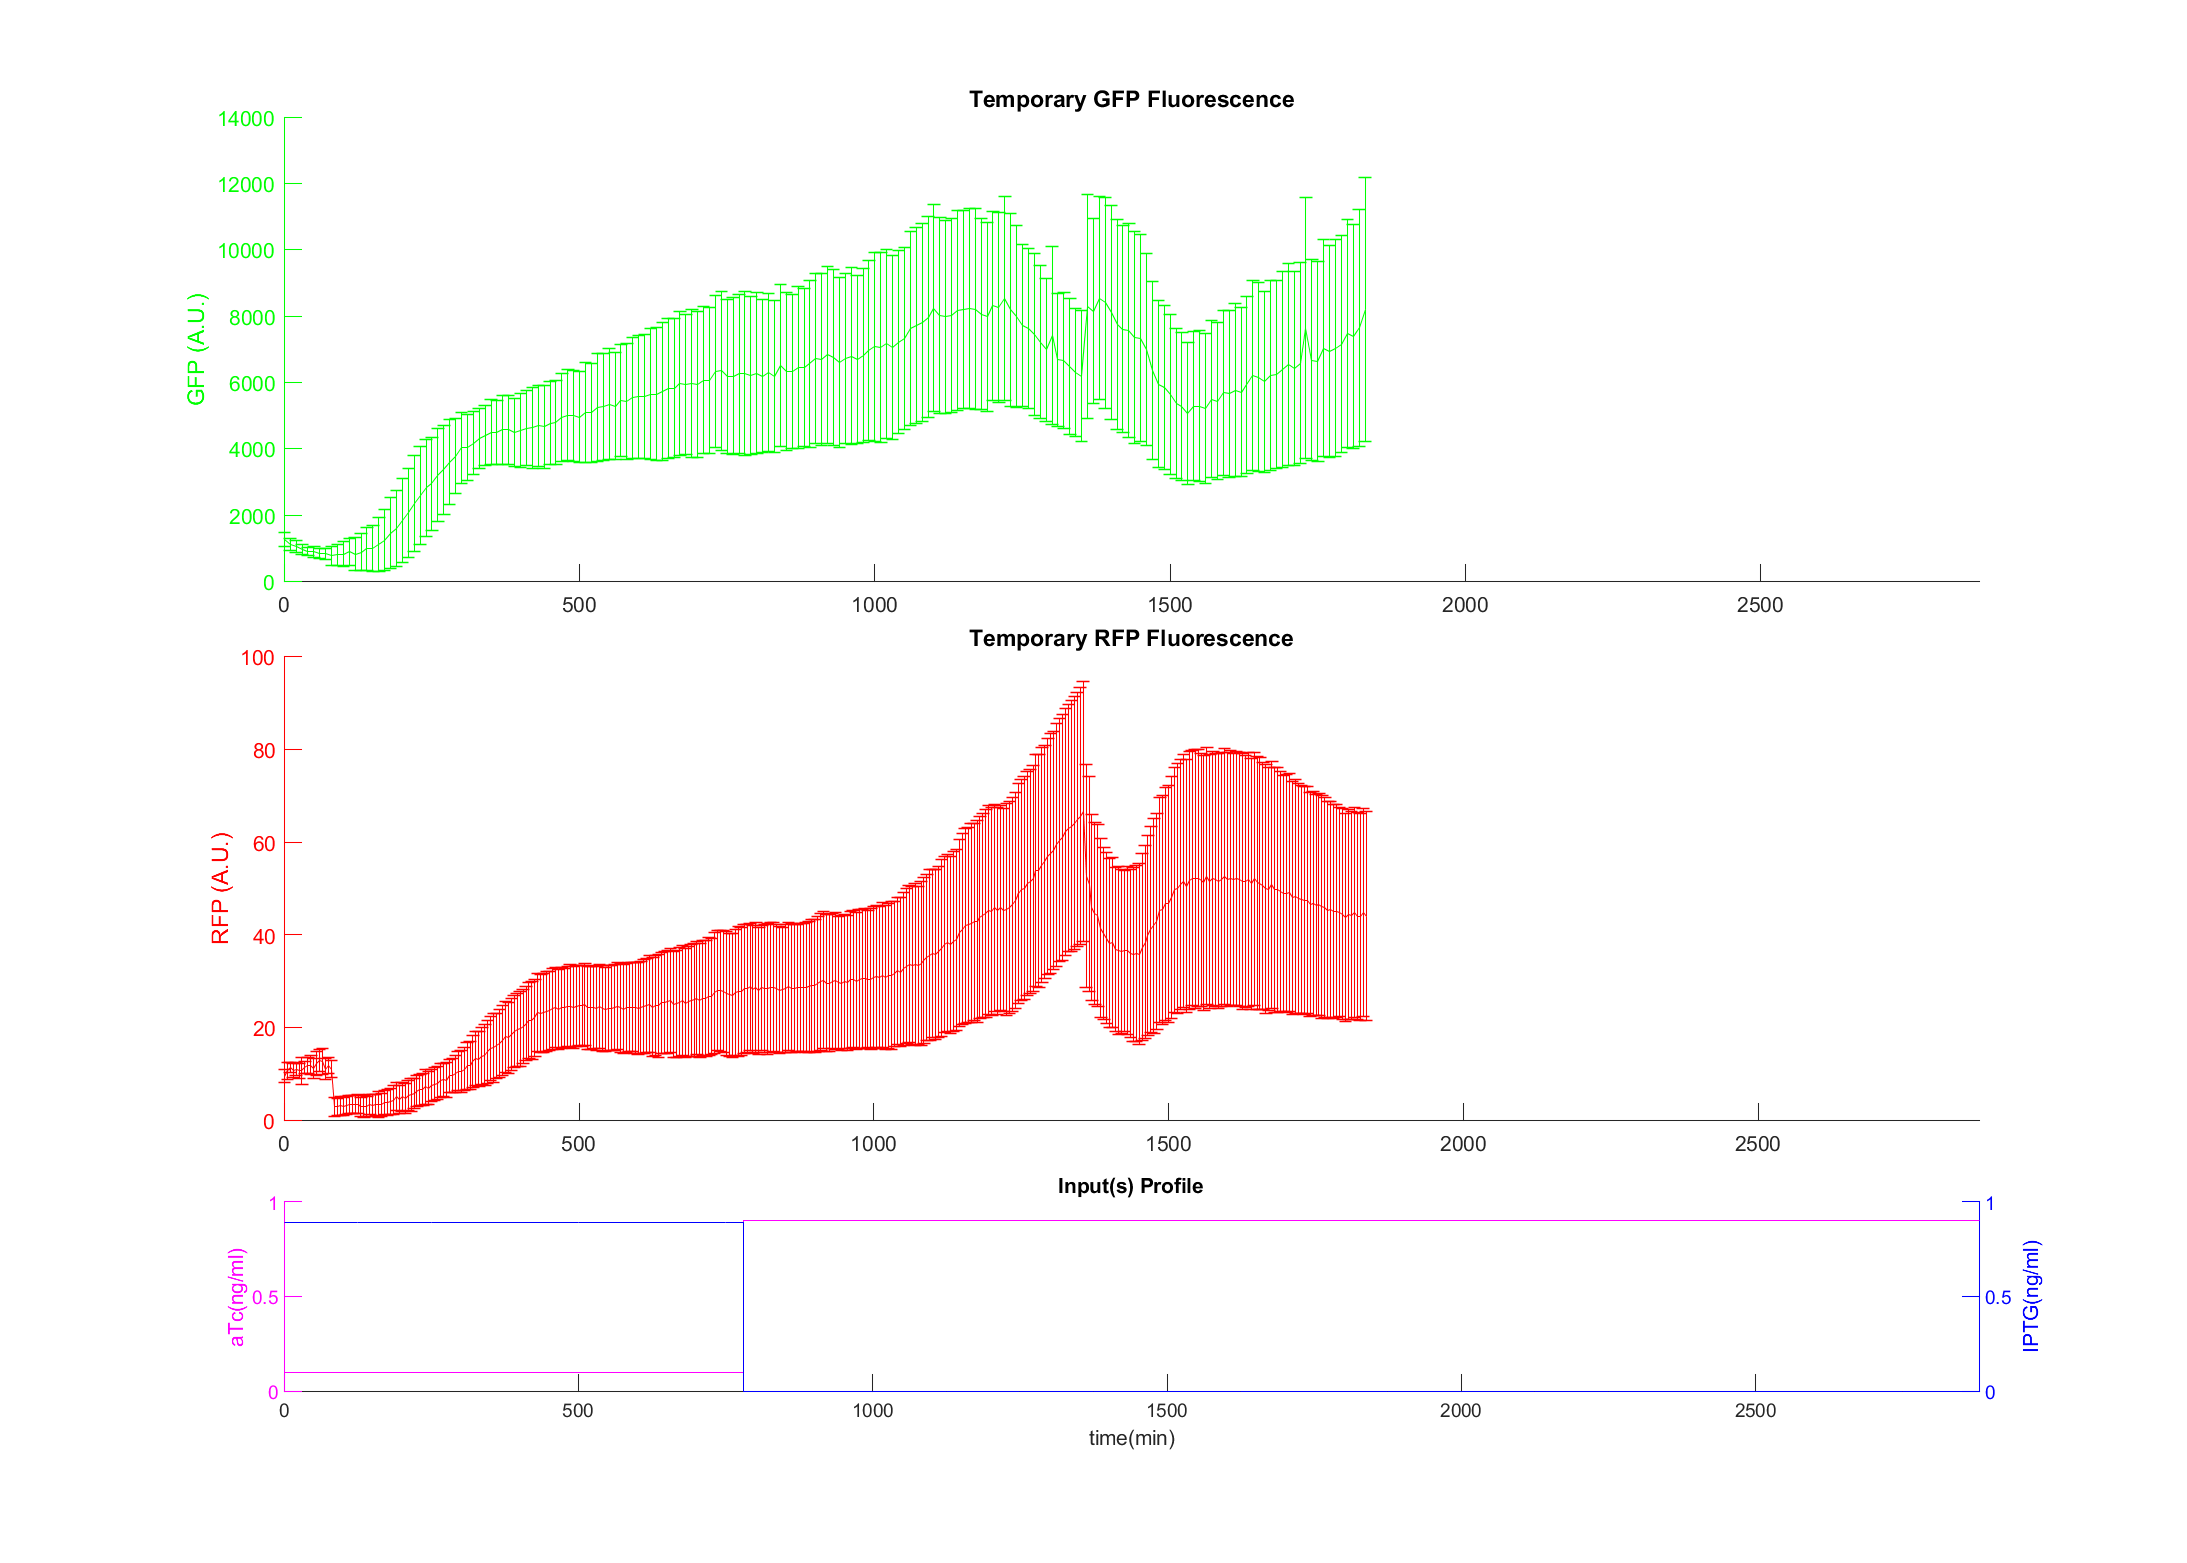 Temporary GFP Fluorescence
14000
12000
10000
8000
6000
4000
2000
0
GFP (A.U.)
0 500 1000 1500 2000 2500
Temporary RFP Fluorescence
100
80
60
40
20
0
RFP (A.U.)
0 500 1000 1500 2000 2500
Input(s) Profile
1
0.5
0
aTc(ng/ml)
1
0.5
0
IPTG(ng/ml)
0 500 1000 1500 2000 2500
time(min)